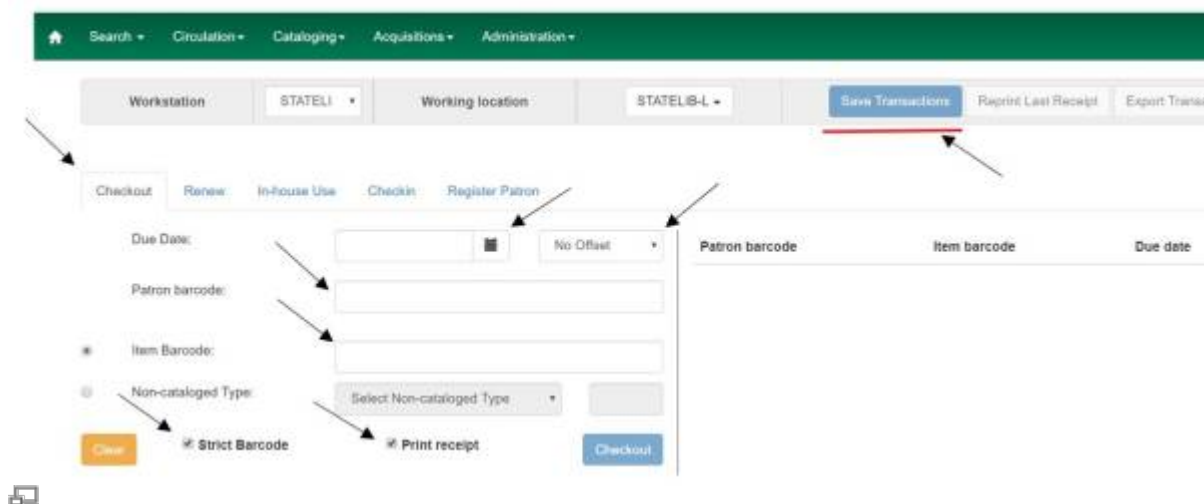 Search Circulation Cataloging Acquisitions Administration
Workstation STATELI Working location STATELIB-L Save Transactions Reprint Last Receipt Export Trans
Checkout Renew In-house Use Checkin Register Patron
Due Date: No Offset Patron barcode Item barcode Due date
Patron barcode:
Item Barcode:
Non-cataloged Type: Select Non-cataloged Type
Clear Strict Barcode Print receipt Checkout